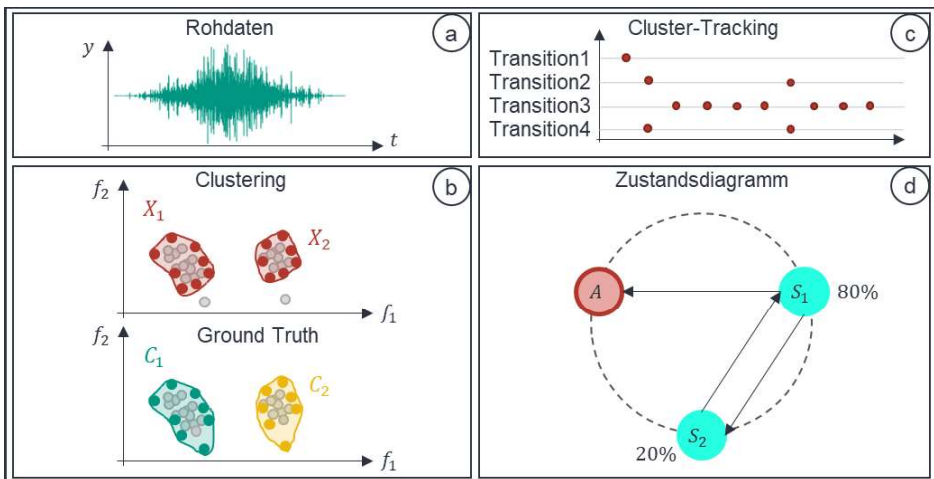 Rohdaten
a
y
t
Cluster-Tracking
c
Transition1
Transition2
Transition3
Transition4
Clustering
b
f₂
X₁
X₂
f₁
Ground Truth
f₂
C₁
C₂
f₁
Zustandsdiagramm
d
A
S₁
80%
S₂
20%